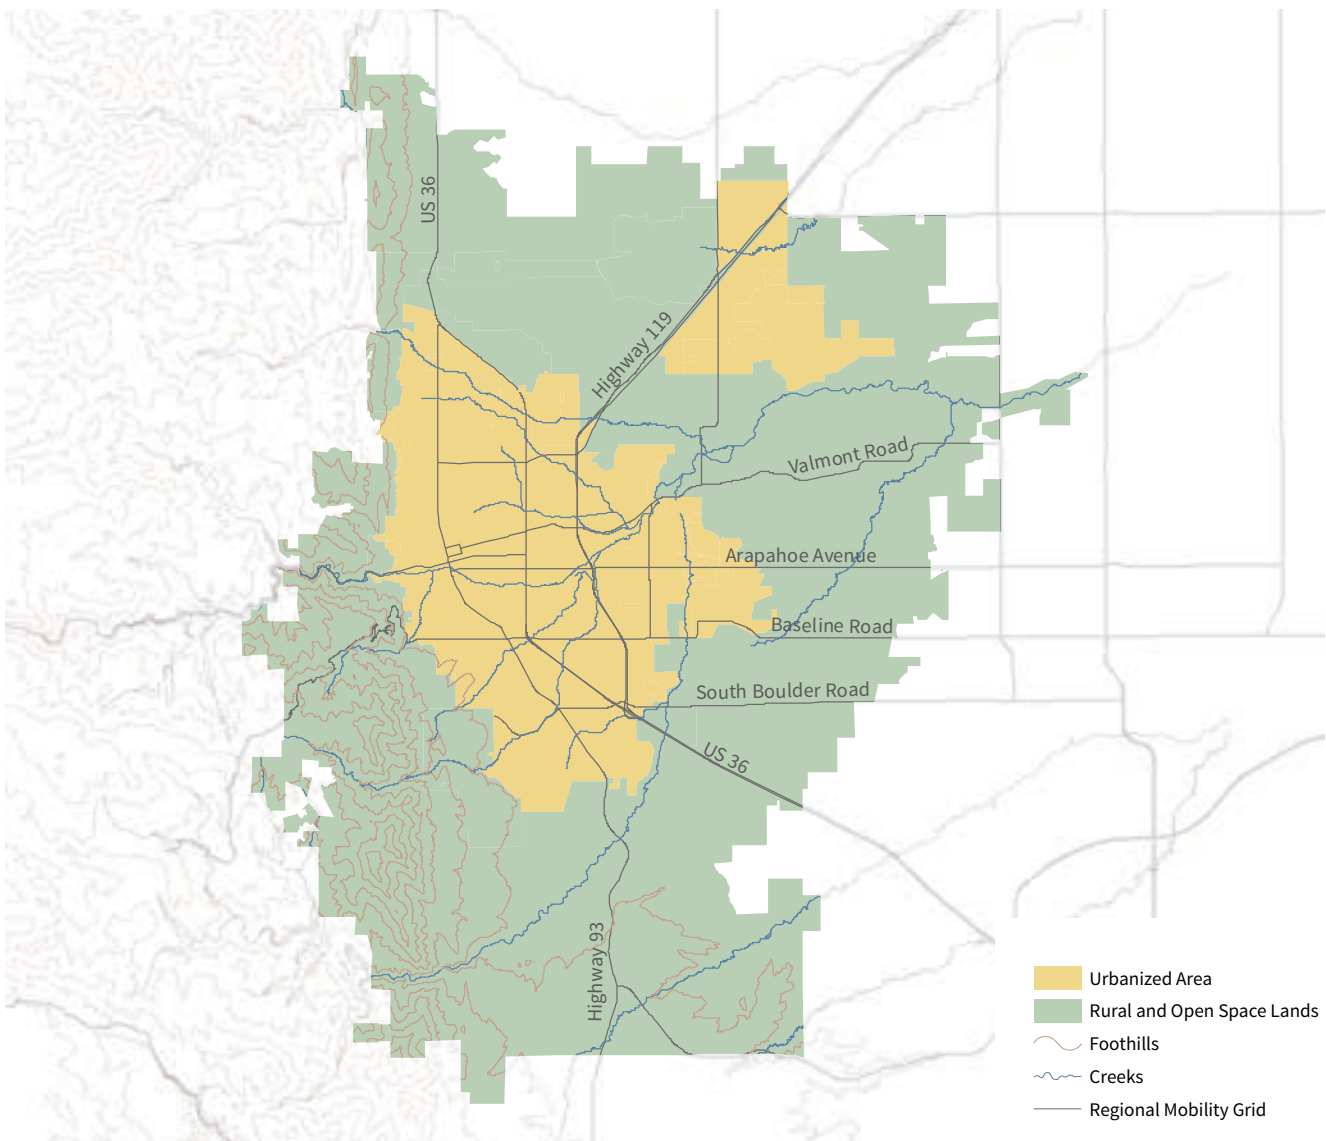 US 36
Highway 119
Valmont Road
Arapahoe Avenue
Baseline Road
South Boulder Road
US 36
Highway 93
Urbanized Area
Rural and Open Space Lands
Foothills
Creeks
Regional Mobility Grid